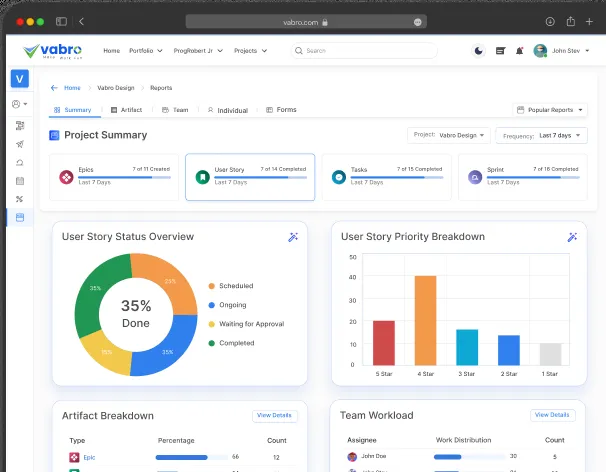 vabro.com
vabro
Home Portfolio ProgRobert Jr Projects Search John Stev
V
Home Vabro Design Reports
Summary Artifact Team Individual Forms Popular Reports
Project Summary
Project: Vabro Design Frequency: Last 7 days
Epics 7 of 11 Created
Last 7 Days
User Story 7 of 14 Completed
Last 7 Days
Tasks 7 of 15 Completed
Last 7 Days
Sprint 7 of 16 Completed
Last 7 Days
User Story Status Overview
35%
35%
15%
35%
Done
Scheduled
Ongoing
Waiting for Approval
Completed
User Story Priority Breakdown
50
40
30
20
10
0
5 Star 4 Star 3 Star 2 Star 1 Star
Artifact Breakdown View Details
Type Percentage Count
Epic 66 12
Team Workload View Details
Assignee Work Distribution Count
John Doe 30 5